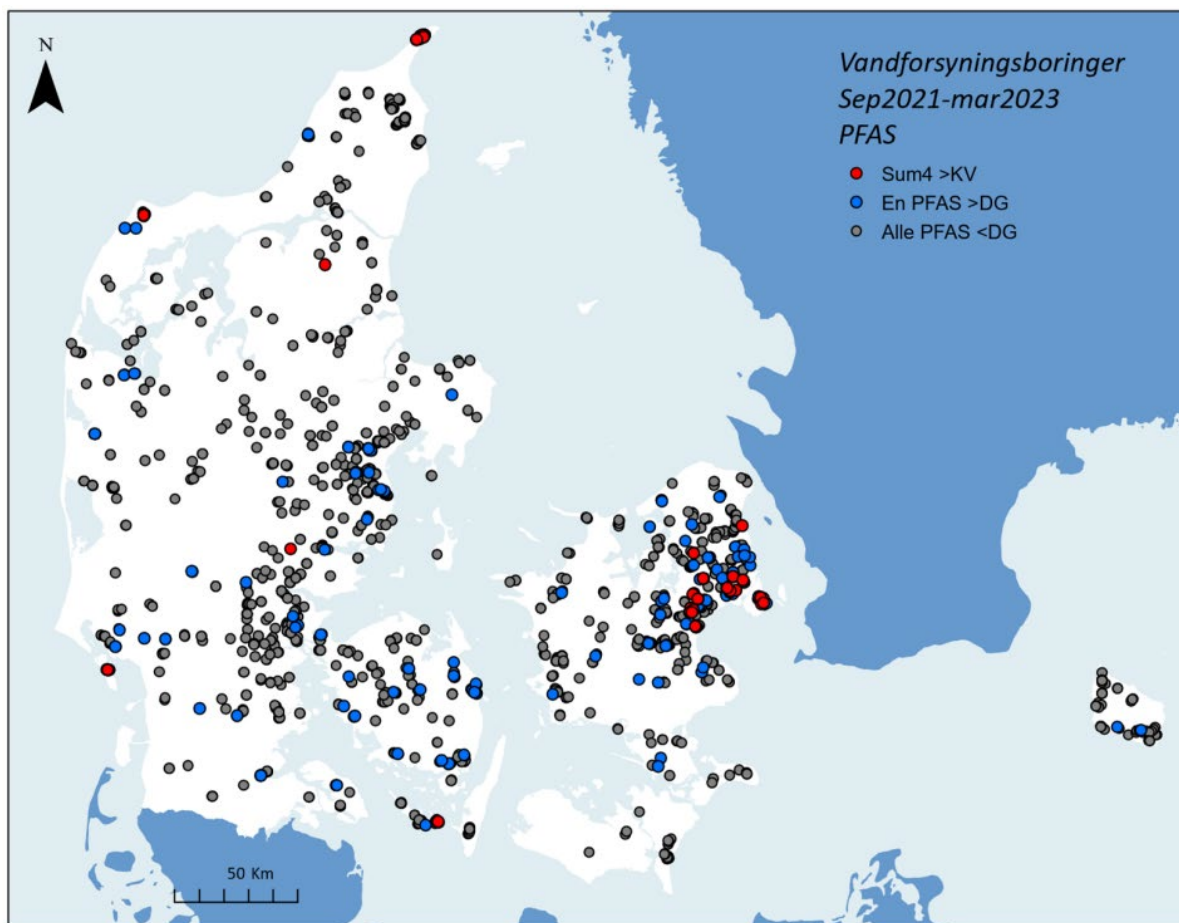 N
Vandforsyningsboringer
Sep2021-mar2023
PFAS
Sum4 >KV
En PFAS >DG
Alle PFAS <DG
50 Km